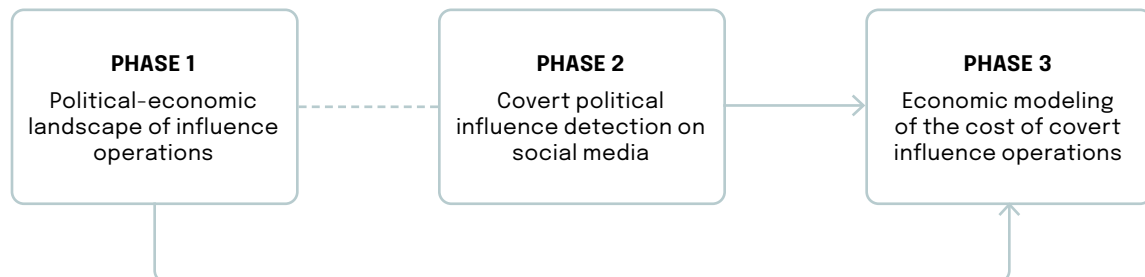 PHASE 1
Political-economic
landscape of influence
operations
PHASE 2
Covert political
influence detection on
social media
PHASE 3
Economic modeling
of the cost of covert
influence operations